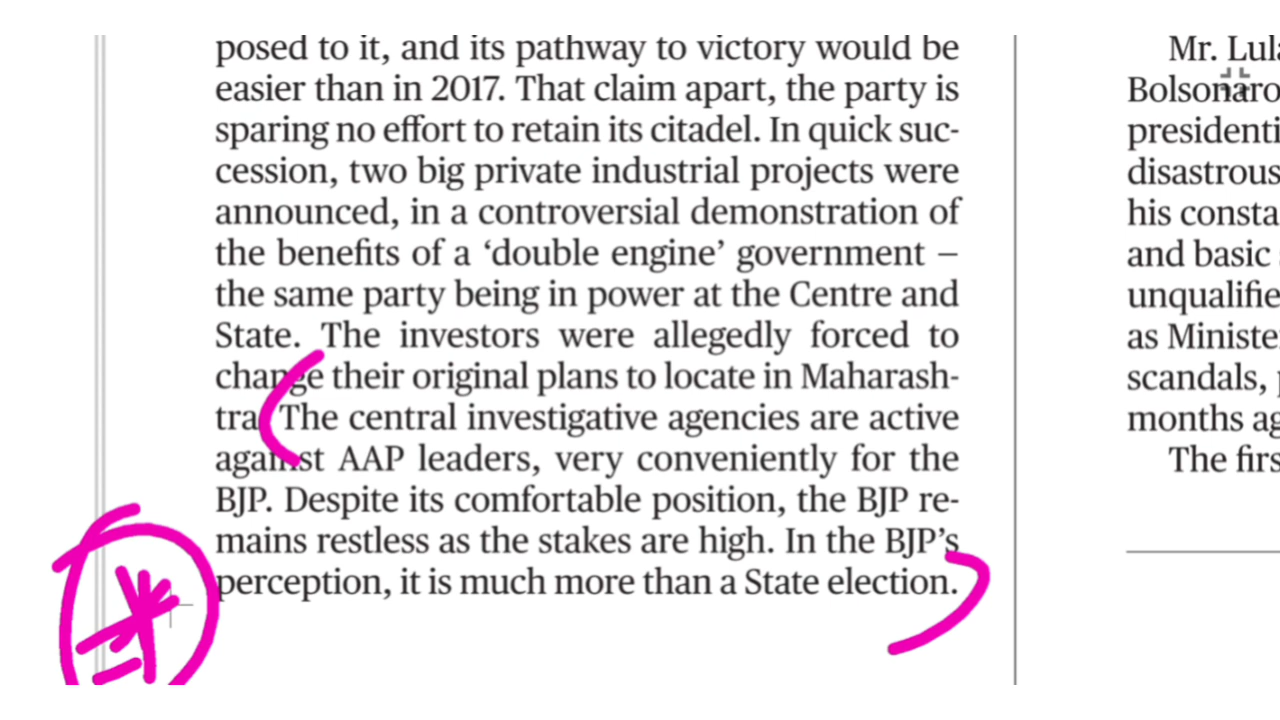 posed to it, and its pathway to victory would be
easier than in 2017. That claim apart, the party is
sparing no effort to retain its citadel. In quick suc-
cession, two big private industrial projects were
announced, in a controversial demonstration of
the benefits of a ‘double engine’ government –
the same party being in power at the Centre and
State. The investors were allegedly forced to
change their original plans to locate in Maharash-
tra. The central investigative agencies are active
against AAP leaders, very conveniently for the
BJP. Despite its comfortable position, the BJP re-
mains restless as the stakes are high. In the BJP’s
perception, it is much more than a State election.
Mr. Lula
Bolsonaro
presidenti
disastrous
his consta
and basic
unqualifie
as Ministe
scandals,
months ag
The firs